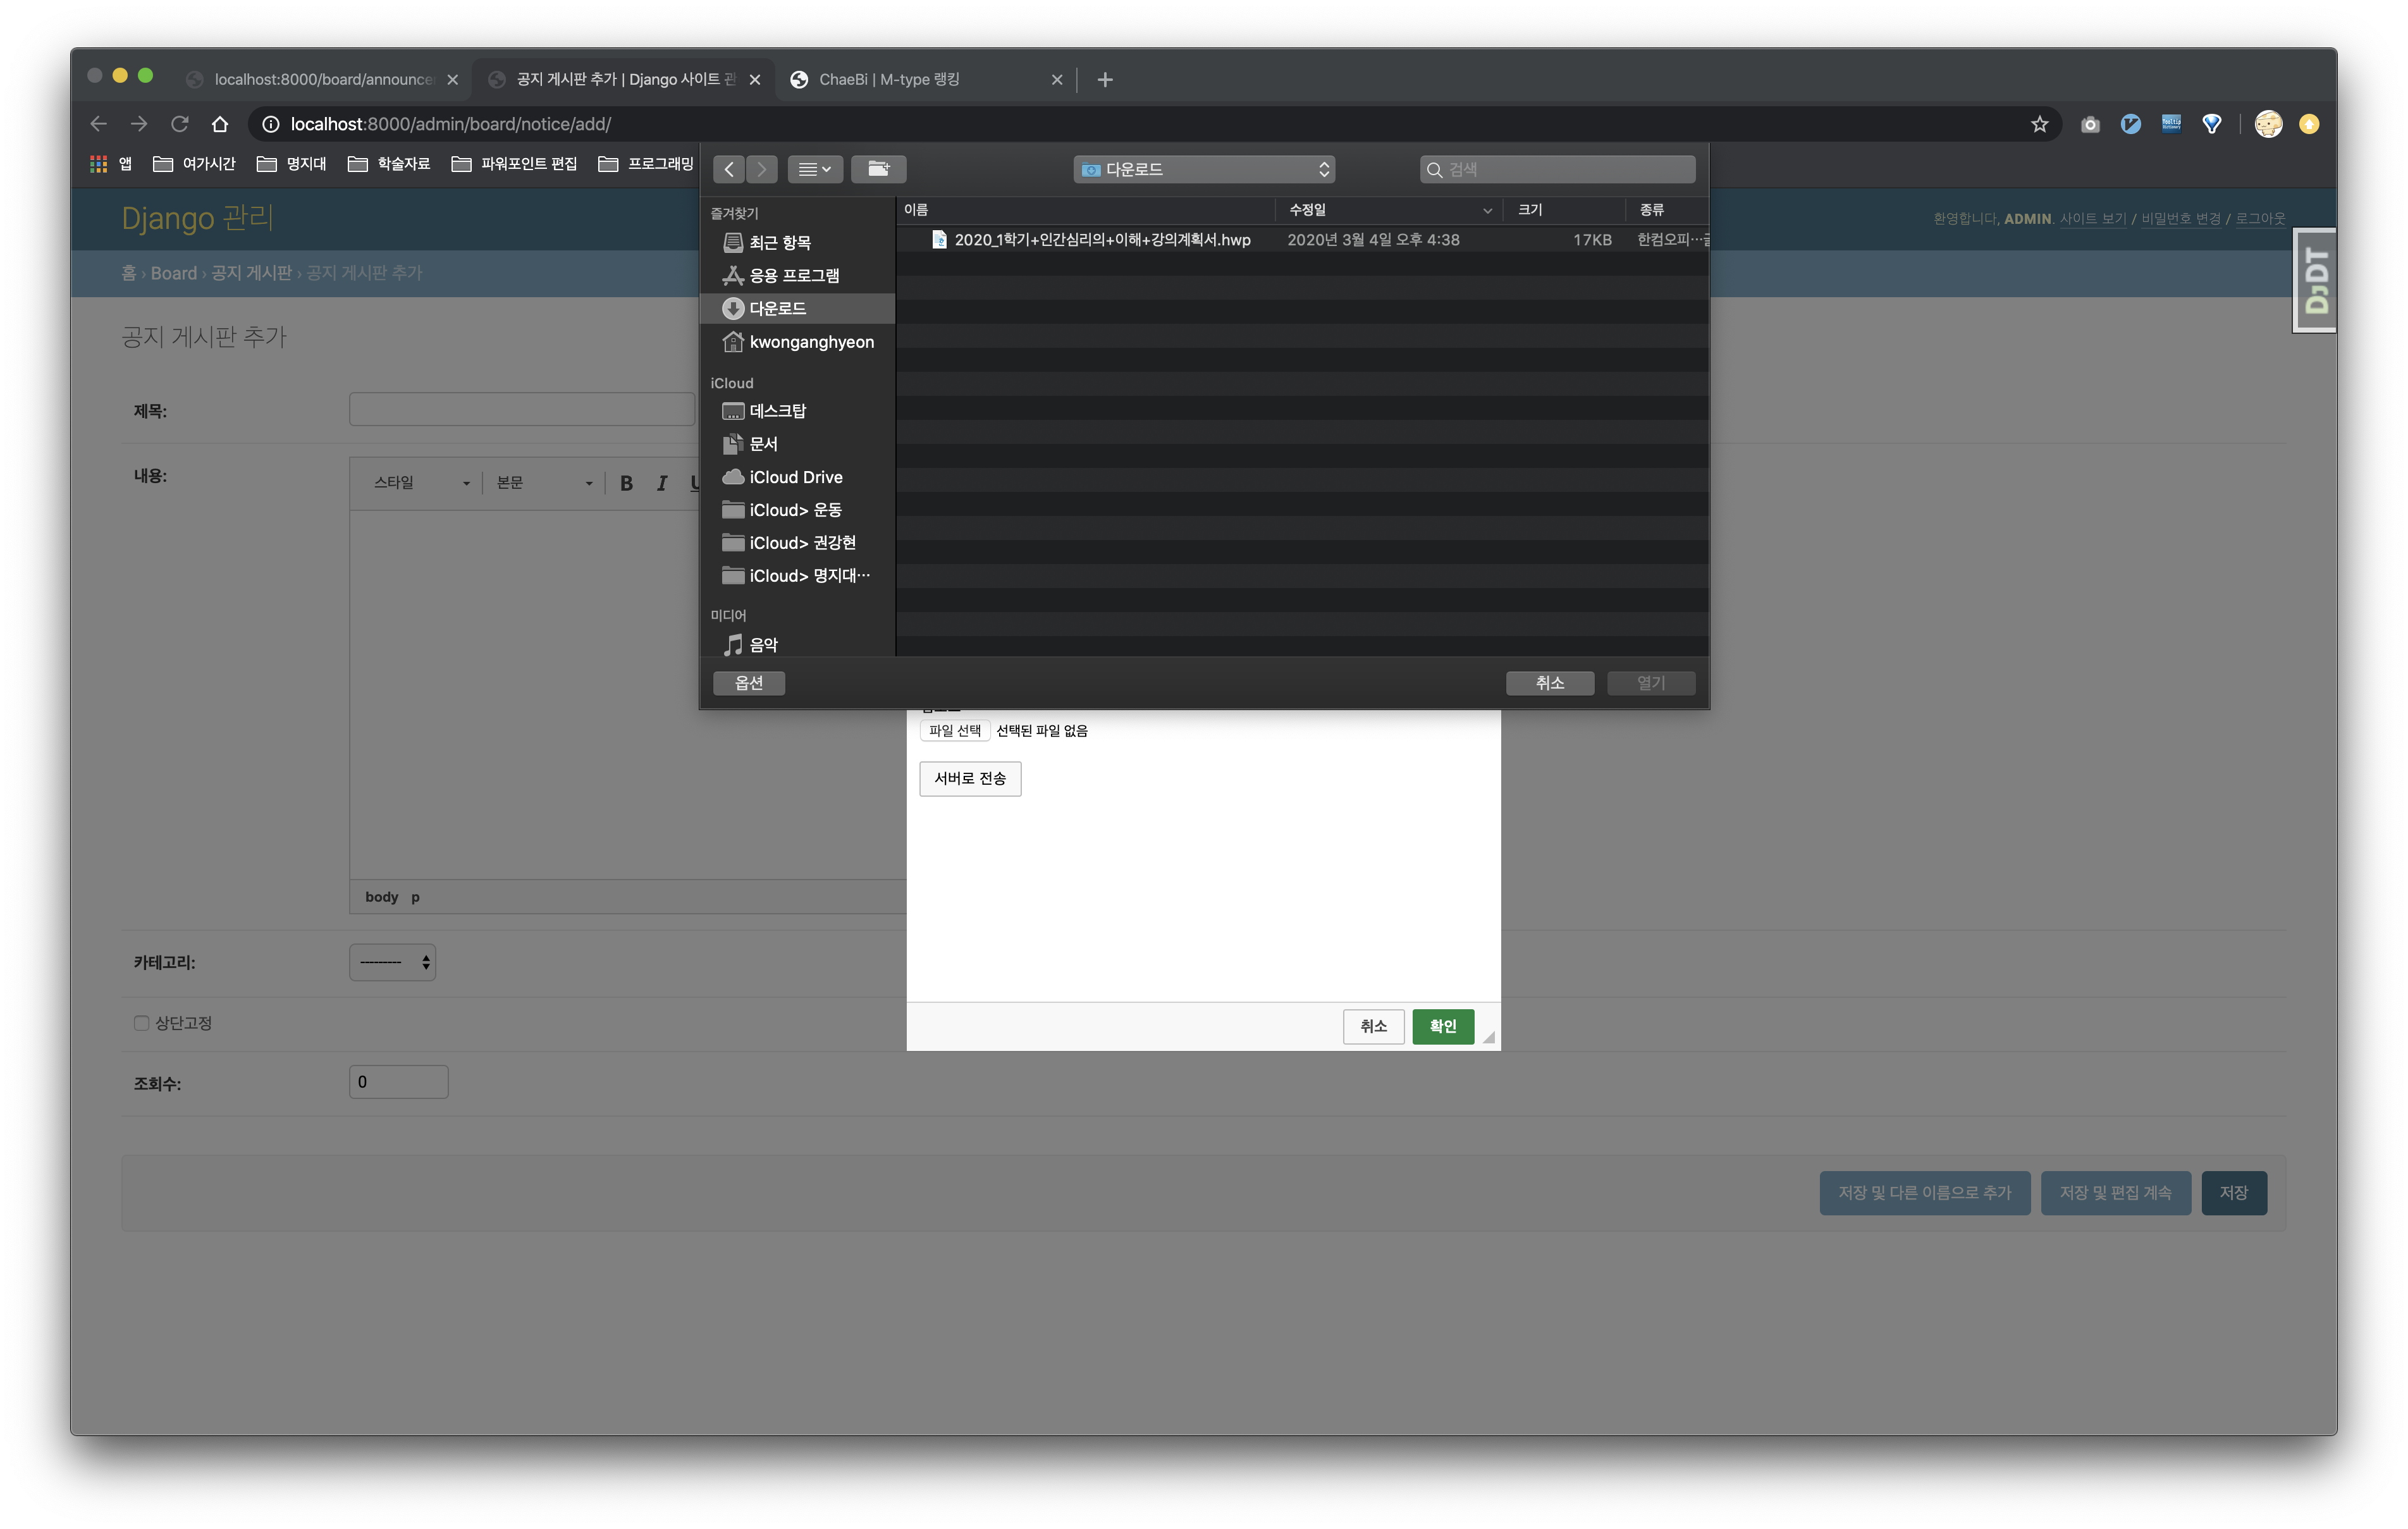 localhost:8000/board/announce
공지 게시판 추가 | Django 사이트 관
ChaeBi | M-type 랭킹
localhost:8000/admin/board/notice/add/
앱 여가시간 명지대 학술자료 파워포인트 편집 프로그래밍
다운로드
검색
Django 관리
환영합니다, ADMIN. 사이트 보기 / 비밀번호 변경 / 로그아웃
홈 › Board › 공지 게시판 › 공지 게시판 추가
DJDT
공지 게시판 추가
제목:
내용:
스타일 본문 B I U
body p
카테고리:
---------
상단고정
조회수:
0
저장 및 다른 이름으로 추가
저장 및 편집 계속
저장
즐겨찾기
최근 항목
응용 프로그램
다운로드
kwonganghyeon
iCloud
데스크탑
문서
iCloud Drive
iCloud> 운동
iCloud> 권강현
iCloud> 명지대…
미디어
음악
이름 수정일 크기 종류
2020_1학기+인간심리의+이해+강의계획서.hwp 2020년 3월 4일 오후 4:38 17KB 한컴오피…
옵션
취소
열기
파일 선택 선택된 파일 없음
서버로 전송
취소
확인